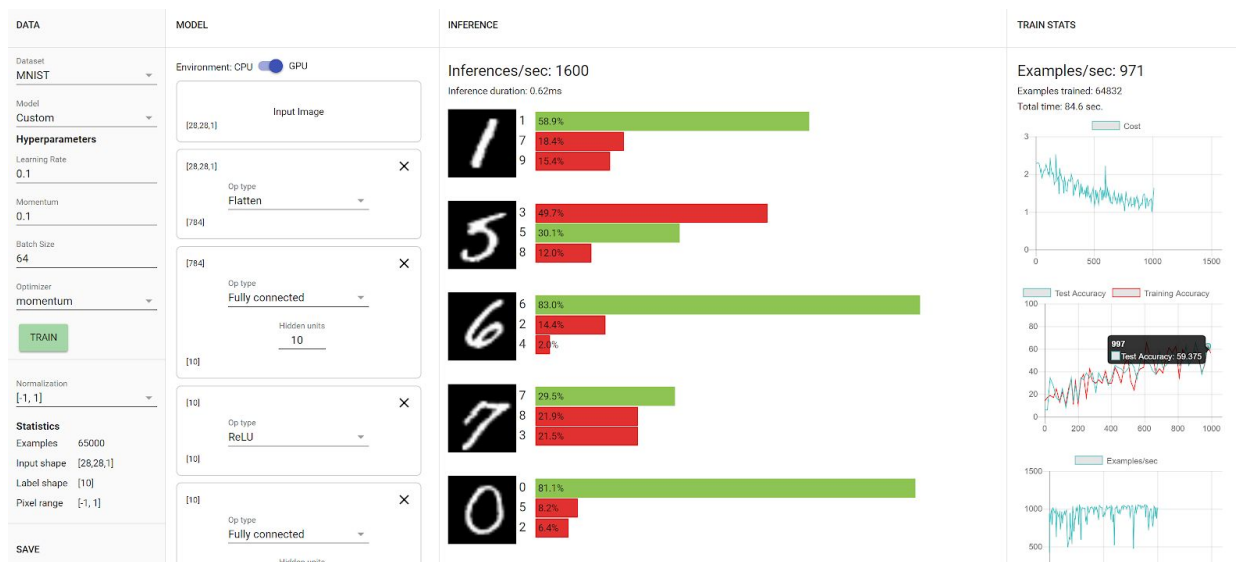 DATA
Dataset
MNIST
Model
Custom
Hyperparameters
Learning Rate
0.1
Momentum
0.1
Batch Size
64
Optimizer
momentum
TRAIN
Normalization
[-1, 1]
Statistics
Examples 65000
Input shape [28,28,1]
Label shape [10]
Pixel range [-1, 1]
SAVE
MODEL
Environment: CPU GPU
Input Image
[28,28,1]
[28,28,1]
Op type
Flatten
[784]
[784]
Op type
Fully connected
Hidden units
10
[10]
[10]
Op type
ReLU
[10]
[10]
Op type
Fully connected
Hidden units
INFERENCE
Inferences/sec: 1600
Inference duration: 0.62ms
1 58.9%
7 18.4%
9 15.4%
3 49.7%
5 30.1%
8 12.0%
6 83.0%
2 14.4%
4 2.0%
7 29.5%
8 21.9%
3 21.5%
0 81.1%
5 8.2%
2 6.4%
1
5
6
7
0
TRAIN STATS
Examples/sec: 971
Examples trained: 64832
Total time: 84.6 sec.
Cost
3
2
1
0
0 500 1000 1500
Test Accuracy Training Accuracy
100
80
60
40
20
0
997
Test Accuracy: 59.375
0 200 400 600 800 1000
Examples/sec
1500
1000
500